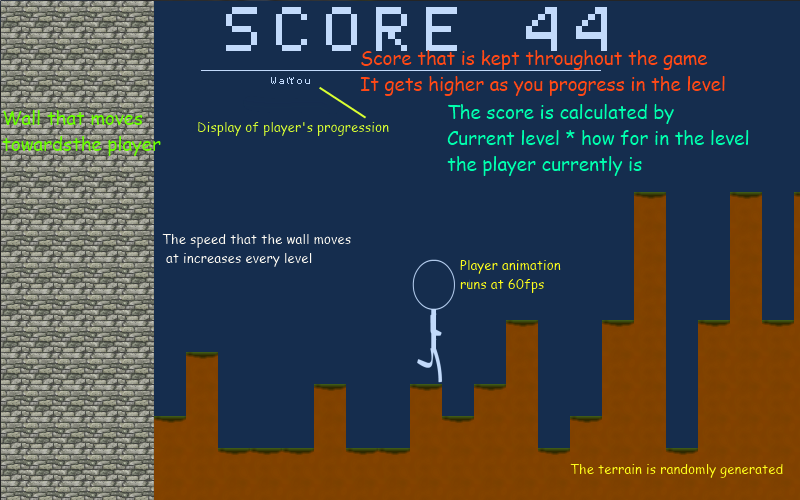 SCORE 44
Score that is kept throughout the game
It gets higher as you progress in the level
Display of player's progression
The score is calculated by
Current level * how for in the level
the player currently is
Wall that moves
towardsthe player
The speed that the wall moves
at increases every level
Player animation
runs at 60fps
The terrain is randomly generated